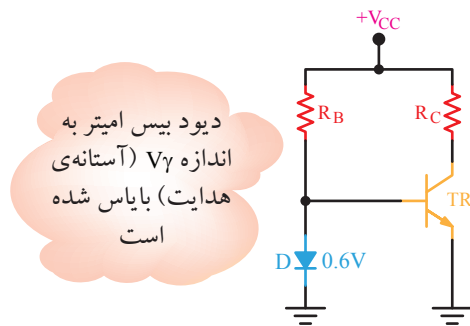 +VCC
RB
RC
دیود بیس امیتر به
اندازه Vγ (آستانه‌ی
هدایت) بایاس شده
است
TR
D 0.6V